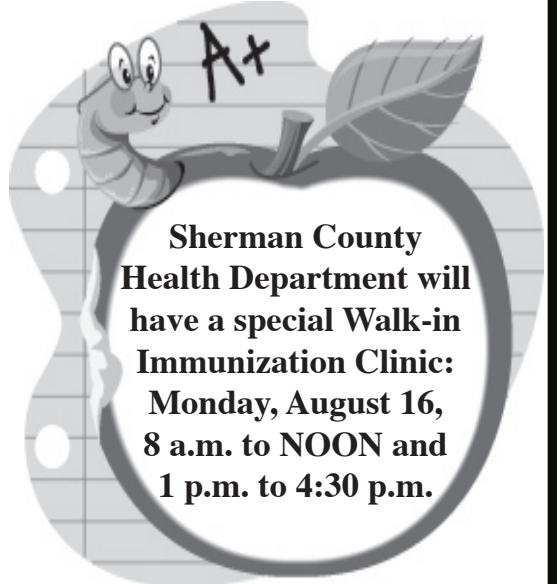 A+
Sherman County
Health Department will
have a special Walk-in
Immunization Clinic:
Monday, August 16,
8 a.m. to NOON and
1 p.m. to 4:30 p.m.